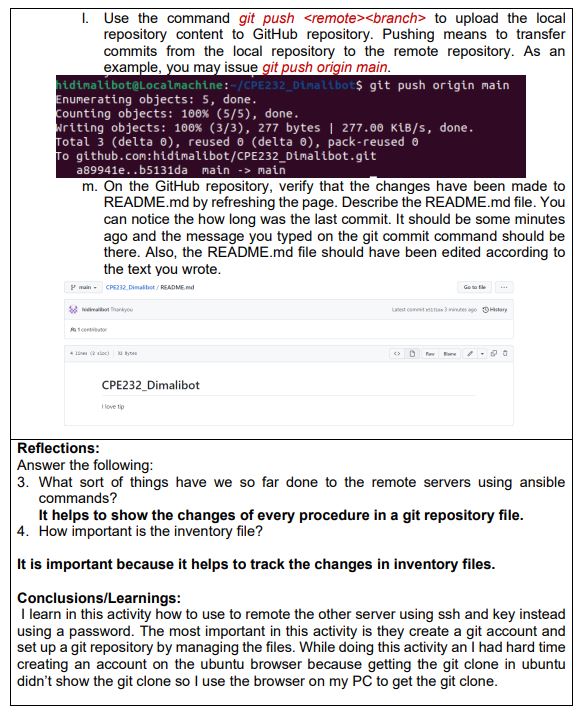 l. Use the command git push <remote><branch> to upload the local
repository content to GitHub repository. Pushing means to transfer
commits from the local repository to the remote repository. As an
example, you may issue git push origin main.
hidimalibot@Localmachine:~/CPE232_Dimalibot$ git push origin main
Enumerating objects: 5, done.
Counting objects: 100% (5/5), done.
Writing objects: 100% (3/3), 277 bytes | 277.00 KiB/s, done.
Total 3 (delta 0), reused 0 (delta 0), pack-reused 0
To github.com:hidimalibot/CPE232_Dimalibot.git
a89941e..b5131da main -> main
m. On the GitHub repository, verify that the changes have been made to
README.md by refreshing the page. Describe the README.md file. You
can notice the how long was the last commit. It should be some minutes
ago and the message you typed on the git commit command should be
there. Also, the README.md file should have been edited according to
the text you wrote.
main CPE232_Dimalibot / README.md Go to file ...
hidimalibot Thankyou Latest commit 3 minutes ago History
1 contributor
4 lines (2 sloc) 32 Bytes <> Raw Blame
CPE232_Dimalibot
I love tip
Reflections:
Answer the following:
3. What sort of things have we so far done to the remote servers using ansible
commands?
It helps to show the changes of every procedure in a git repository file.
4. How important is the inventory file?
It is important because it helps to track the changes in inventory files.
Conclusions/Learnings:
I learn in this activity how to use to remote the other server using ssh and key instead
using a password. The most important in this activity is they create a git account and
set up a git repository by managing the files. While doing this activity an I had hard time
creating an account on the ubuntu browser because getting the git clone in ubuntu
didn't show the git clone so I use the browser on my PC to get the git clone.